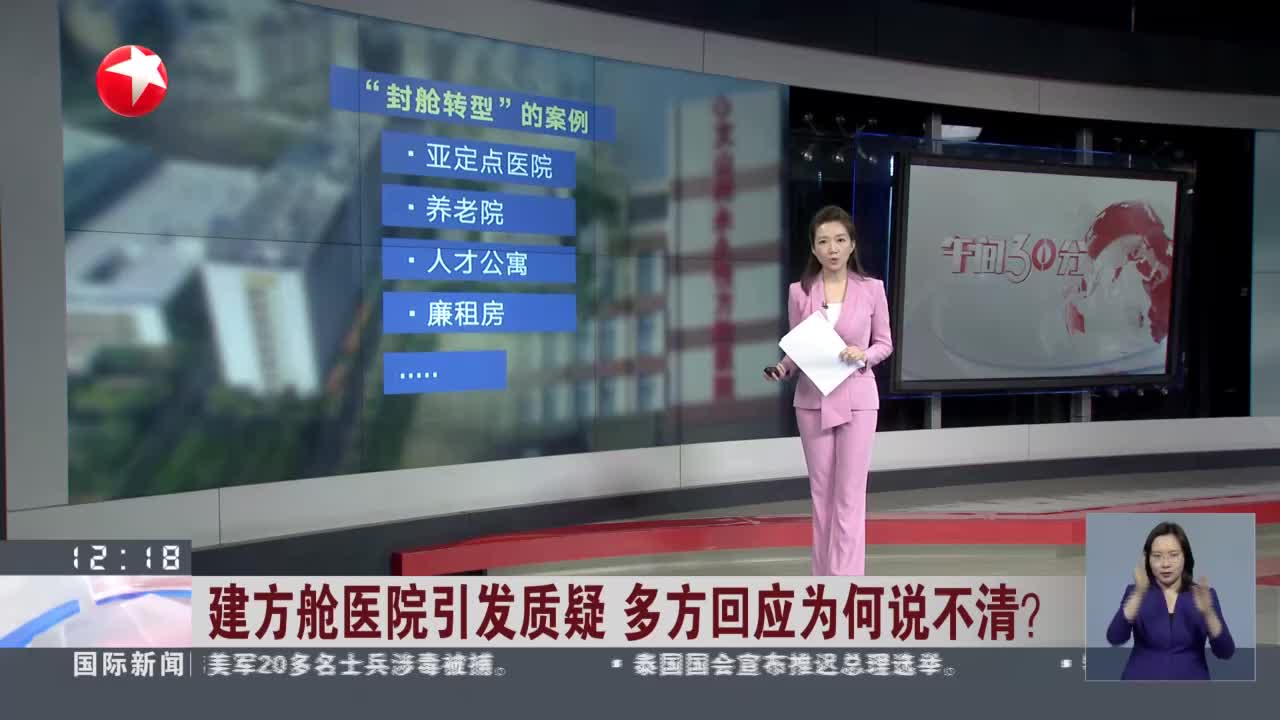 “封舱转型”的案例
· 亚定点医院
· 养老院
· 人才公寓
· 廉租房
.....
午间30分
12:18
建方舱医院引发质疑 多方回应为何说不清?
国际新闻
美军20多名士兵涉毒被捕。 ▪ 泰国国会宣布推迟总理选举。 ▪